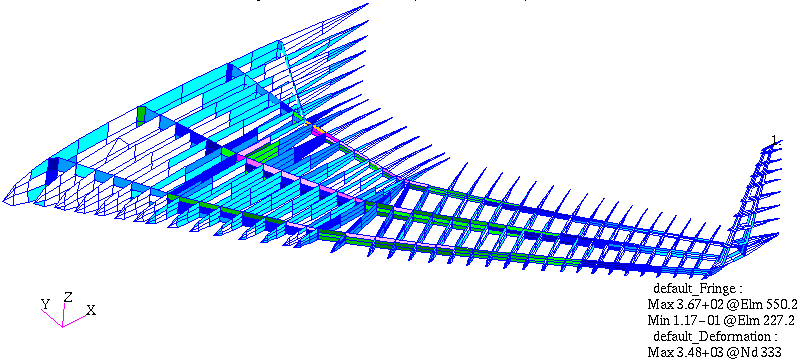 1
Z
Y
X
default_Fringe :
Max 3.67+02 @Elm 550.2
Min 1.17-01 @Elm 227.2
default_Deformation :
Max 3.48+03 @Nd 333